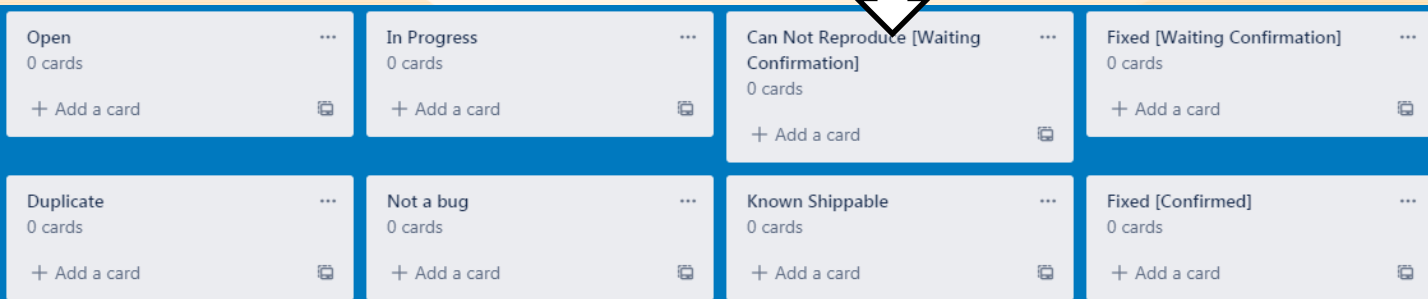 Open
0 cards
+ Add a card
In Progress
0 cards
+ Add a card
Can Not Reproduce [Waiting
Confirmation]
0 cards
+ Add a card
Fixed [Waiting Confirmation]
0 cards
+ Add a card
Duplicate
0 cards
+ Add a card
Not a bug
0 cards
+ Add a card
Known Shippable
0 cards
+ Add a card
Fixed [Confirmed]
0 cards
+ Add a card